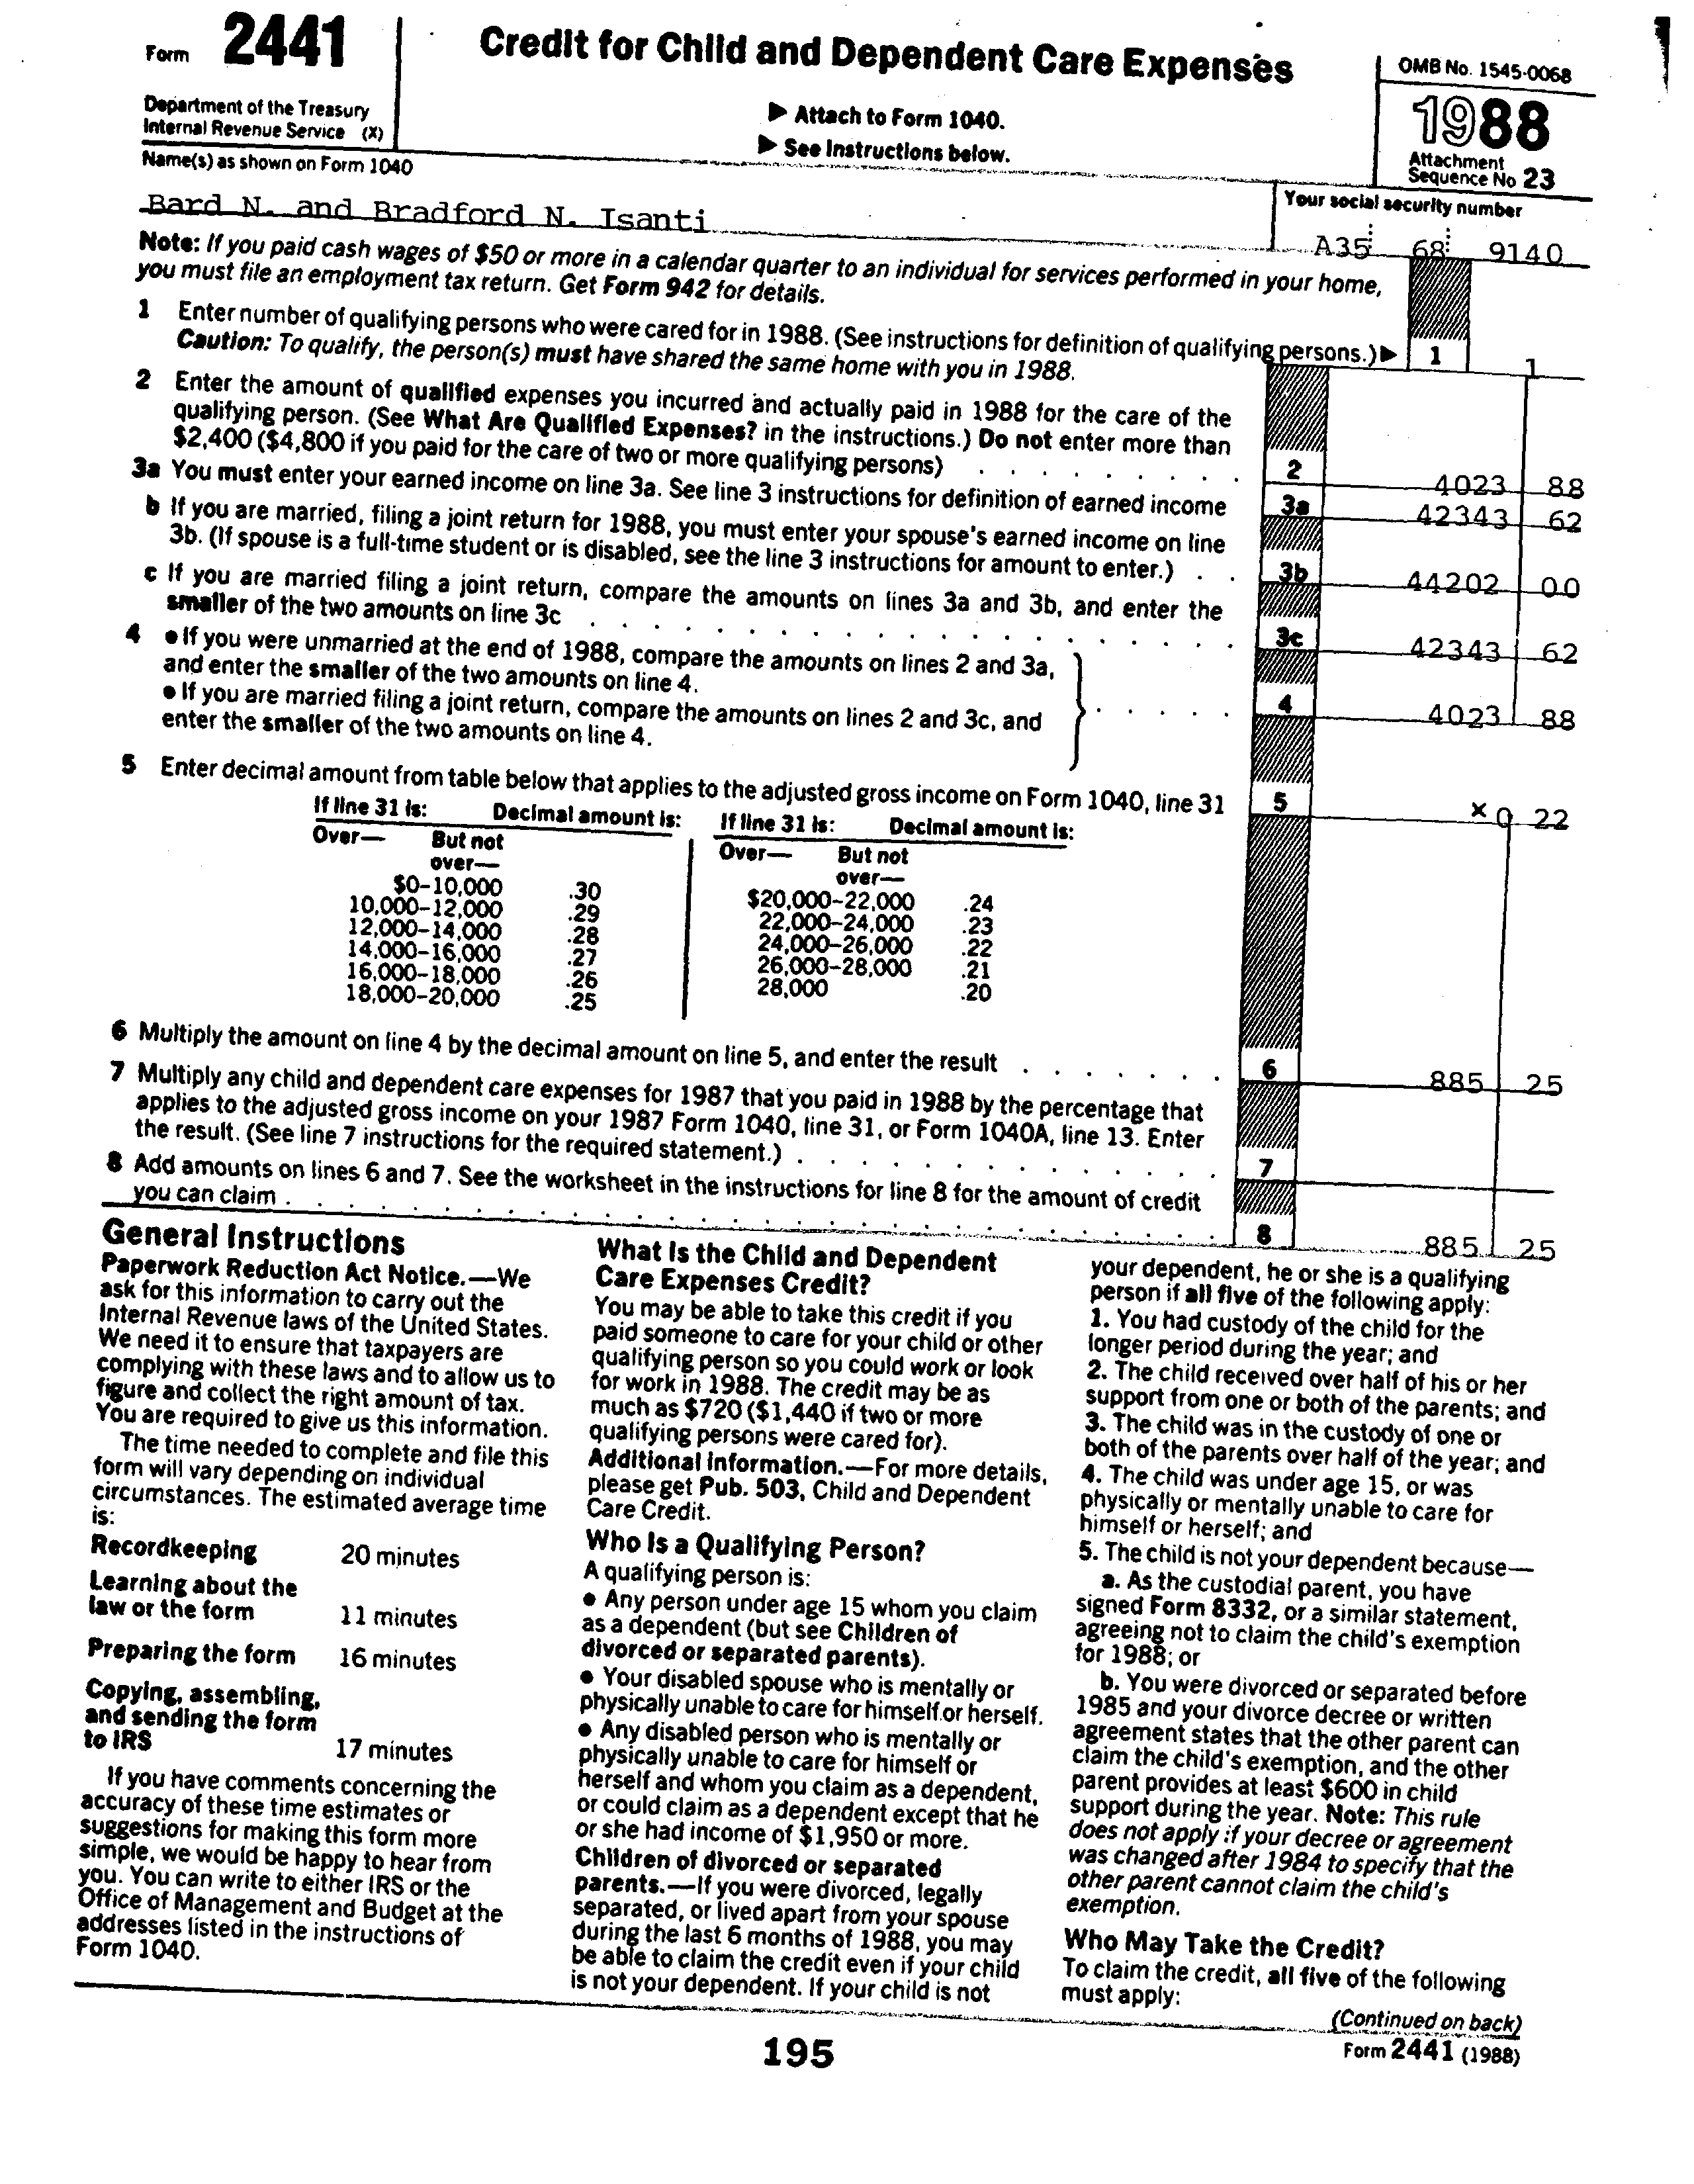 Form 2441
Credit for Child and Dependent Care Expenses
OMB No. 1545-0068
Department of the Treasury
Internal Revenue Service (X)
▶ Attach to Form 1040.
▶ See Instructions below.
1988
Attachment
Sequence No 23
Name(s) as shown on Form 1040
Your social security number
Bard N. and Bradford N. Isanti
A35 68 9140
Note: If you paid cash wages of $50 or more in a calendar quarter to an individual for services performed in your home,
you must file an employment tax return. Get Form 942 for details.
1 Enter number of qualifying persons who were cared for in 1988. (See instructions for definition of qualifying persons.) ▶ 1 1
Caution: To qualify, the person(s) must have shared the same home with you in 1988.
2 Enter the amount of qualified expenses you incurred and actually paid in 1988 for the care of the
qualifying person. (See What Are Qualified Expenses? in the instructions.) Do not enter more than
$2,400 ($4,800 if you paid for the care of two or more qualifying persons) . . . . . . . . 2 4023 88
3a You must enter your earned income on line 3a. See line 3 instructions for definition of earned income 3a 42343 62
b If you are married, filing a joint return for 1988, you must enter your spouse's earned income on line
3b. (If spouse is a full-time student or is disabled, see the line 3 instructions for amount to enter.) . . 3b 44202 00
c If you are married filing a joint return, compare the amounts on lines 3a and 3b, and enter the
smaller of the two amounts on line 3c . . . . . . . . . . . . . . . . . . . . 3c 42343 62
4 ● If you were unmarried at the end of 1988, compare the amounts on lines 2 and 3a,
and enter the smaller of the two amounts on line 4.
● If you are married filing a joint return, compare the amounts on lines 2 and 3c, and
enter the smaller of the two amounts on line 4.
. . . . . 4 4023 88
5 Enter decimal amount from table below that applies to the adjusted gross income on Form 1040, line 31 5 × 0 22
If line 31 is: Decimal amount is: If line 31 is: Decimal amount is:
Over— But not over— Over— But not over—
$0–10,000 .30 $20,000–22,000 .24
10,000–12,000 .29 22,000–24,000 .23
12,000–14,000 .28 24,000–26,000 .22
14,000–16,000 .27 26,000–28,000 .21
16,000–18,000 .26 28,000 .20
18,000–20,000 .25
6 Multiply the amount on line 4 by the decimal amount on line 5, and enter the result . . . . . . . 6 885 25
7 Multiply any child and dependent care expenses for 1987 that you paid in 1988 by the percentage that
applies to the adjusted gross income on your 1987 Form 1040, line 31, or Form 1040A, line 13. Enter
the result. (See line 7 instructions for the required statement.) . . . . . . . . . . . . . 7
8 Add amounts on lines 6 and 7. See the worksheet in the instructions for line 8 for the amount of credit
you can claim . . . . . . . . . . . . . . . . . . . . . . . . . . . . . 8 885 25
General Instructions
Paperwork Reduction Act Notice.—We
ask for this information to carry out the
Internal Revenue laws of the United States.
We need it to ensure that taxpayers are
complying with these laws and to allow us to
figure and collect the right amount of tax.
You are required to give us this information.
The time needed to complete and file this
form will vary depending on individual
circumstances. The estimated average time
is:
Recordkeeping 20 minutes
Learning about the
law or the form 11 minutes
Preparing the form 16 minutes
Copying, assembling,
and sending the form
to IRS 17 minutes
If you have comments concerning the
accuracy of these time estimates or
suggestions for making this form more
simple, we would be happy to hear from
you. You can write to either IRS or the
Office of Management and Budget at the
addresses listed in the instructions of
Form 1040.
What Is the Child and Dependent
Care Expenses Credit?
You may be able to take this credit if you
paid someone to care for your child or other
qualifying person so you could work or look
for work in 1988. The credit may be as
much as $720 ($1,440 if two or more
qualifying persons were cared for).
Additional Information.—For more details,
please get Pub. 503, Child and Dependent
Care Credit.
Who Is a Qualifying Person?
A qualifying person is:
● Any person under age 15 whom you claim
as a dependent (but see Children of
divorced or separated parents).
● Your disabled spouse who is mentally or
physically unable to care for himself or herself.
● Any disabled person who is mentally or
physically unable to care for himself or
herself and whom you claim as a dependent,
or could claim as a dependent except that he
or she had income of $1,950 or more.
Children of divorced or separated
parents.—If you were divorced, legally
separated, or lived apart from your spouse
during the last 6 months of 1988, you may
be able to claim the credit even if your child
is not your dependent. If your child is not
your dependent, he or she is a qualifying
person if all five of the following apply:
1. You had custody of the child for the
longer period during the year; and
2. The child received over half of his or her
support from one or both of the parents; and
3. The child was in the custody of one or
both of the parents over half of the year; and
4. The child was under age 15, or was
physically or mentally unable to care for
himself or herself; and
5. The child is not your dependent because—
a. As the custodial parent, you have
signed Form 8332, or a similar statement,
agreeing not to claim the child's exemption
for 1988; or
b. You were divorced or separated before
1985 and your divorce decree or written
agreement states that the other parent can
claim the child's exemption, and the other
parent provides at least $600 in child
support during the year. Note: This rule
does not apply if your decree or agreement
was changed after 1984 to specify that the
other parent cannot claim the child's
exemption.
Who May Take the Credit?
To claim the credit, all five of the following
must apply:
(Continued on back)
195
Form 2441 (1988)